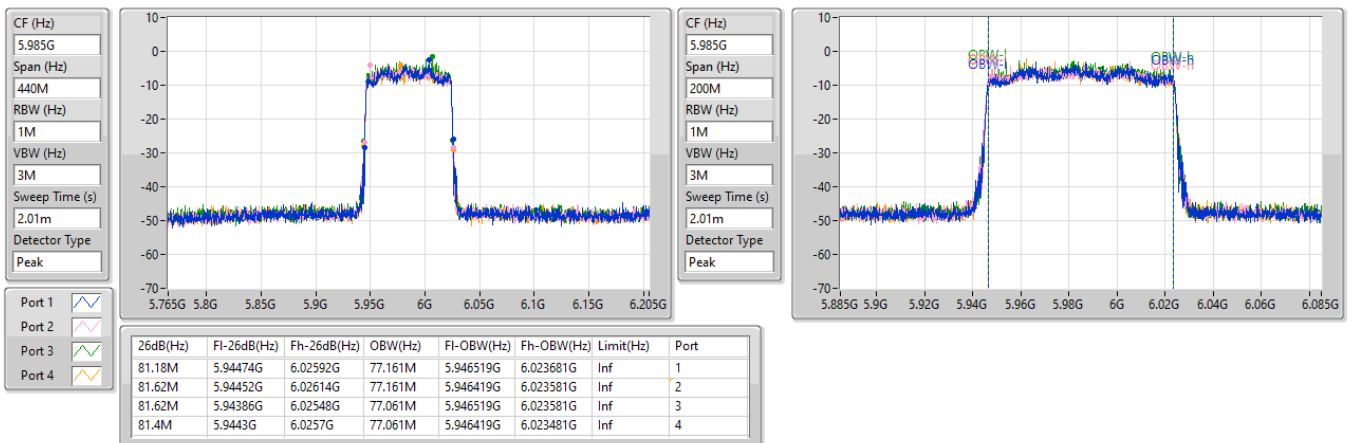 CF (Hz)
5.985G
Span (Hz)
440M
RBW (Hz)
1M
VBW (Hz)
3M
Sweep Time (s)
2.01m
Detector Type
Peak
10
0
-10
-20
-30
-40
-50
-60
-70
5.765G 5.8G 5.85G 5.9G 5.95G 6G 6.05G 6.1G 6.15G 6.205G
CF (Hz)
5.985G
Span (Hz)
200M
RBW (Hz)
1M
VBW (Hz)
3M
Sweep Time (s)
2.01m
Detector Type
Peak
10
0
-10
-20
-30
-40
-50
-60
-70
OBW-l
OBW-h
5.885G 5.9G 5.92G 5.94G 5.96G 5.98G 6G 6.02G 6.04G 6.06G 6.085G
Port 1
Port 2
Port 3
Port 4
26dB(Hz) Fl-26dB(Hz) Fh-26dB(Hz) OBW(Hz) Fl-OBW(Hz) Fh-OBW(Hz) Limit(Hz) Port
81.18M 5.94474G 6.02592G 77.161M 5.946519G 6.023681G Inf 1
81.62M 5.94452G 6.02614G 77.161M 5.946419G 6.023581G Inf 2
81.62M 5.94386G 6.02548G 77.061M 5.946519G 6.023581G Inf 3
81.4M 5.9443G 6.0257G 77.061M 5.946419G 6.023481G Inf 4